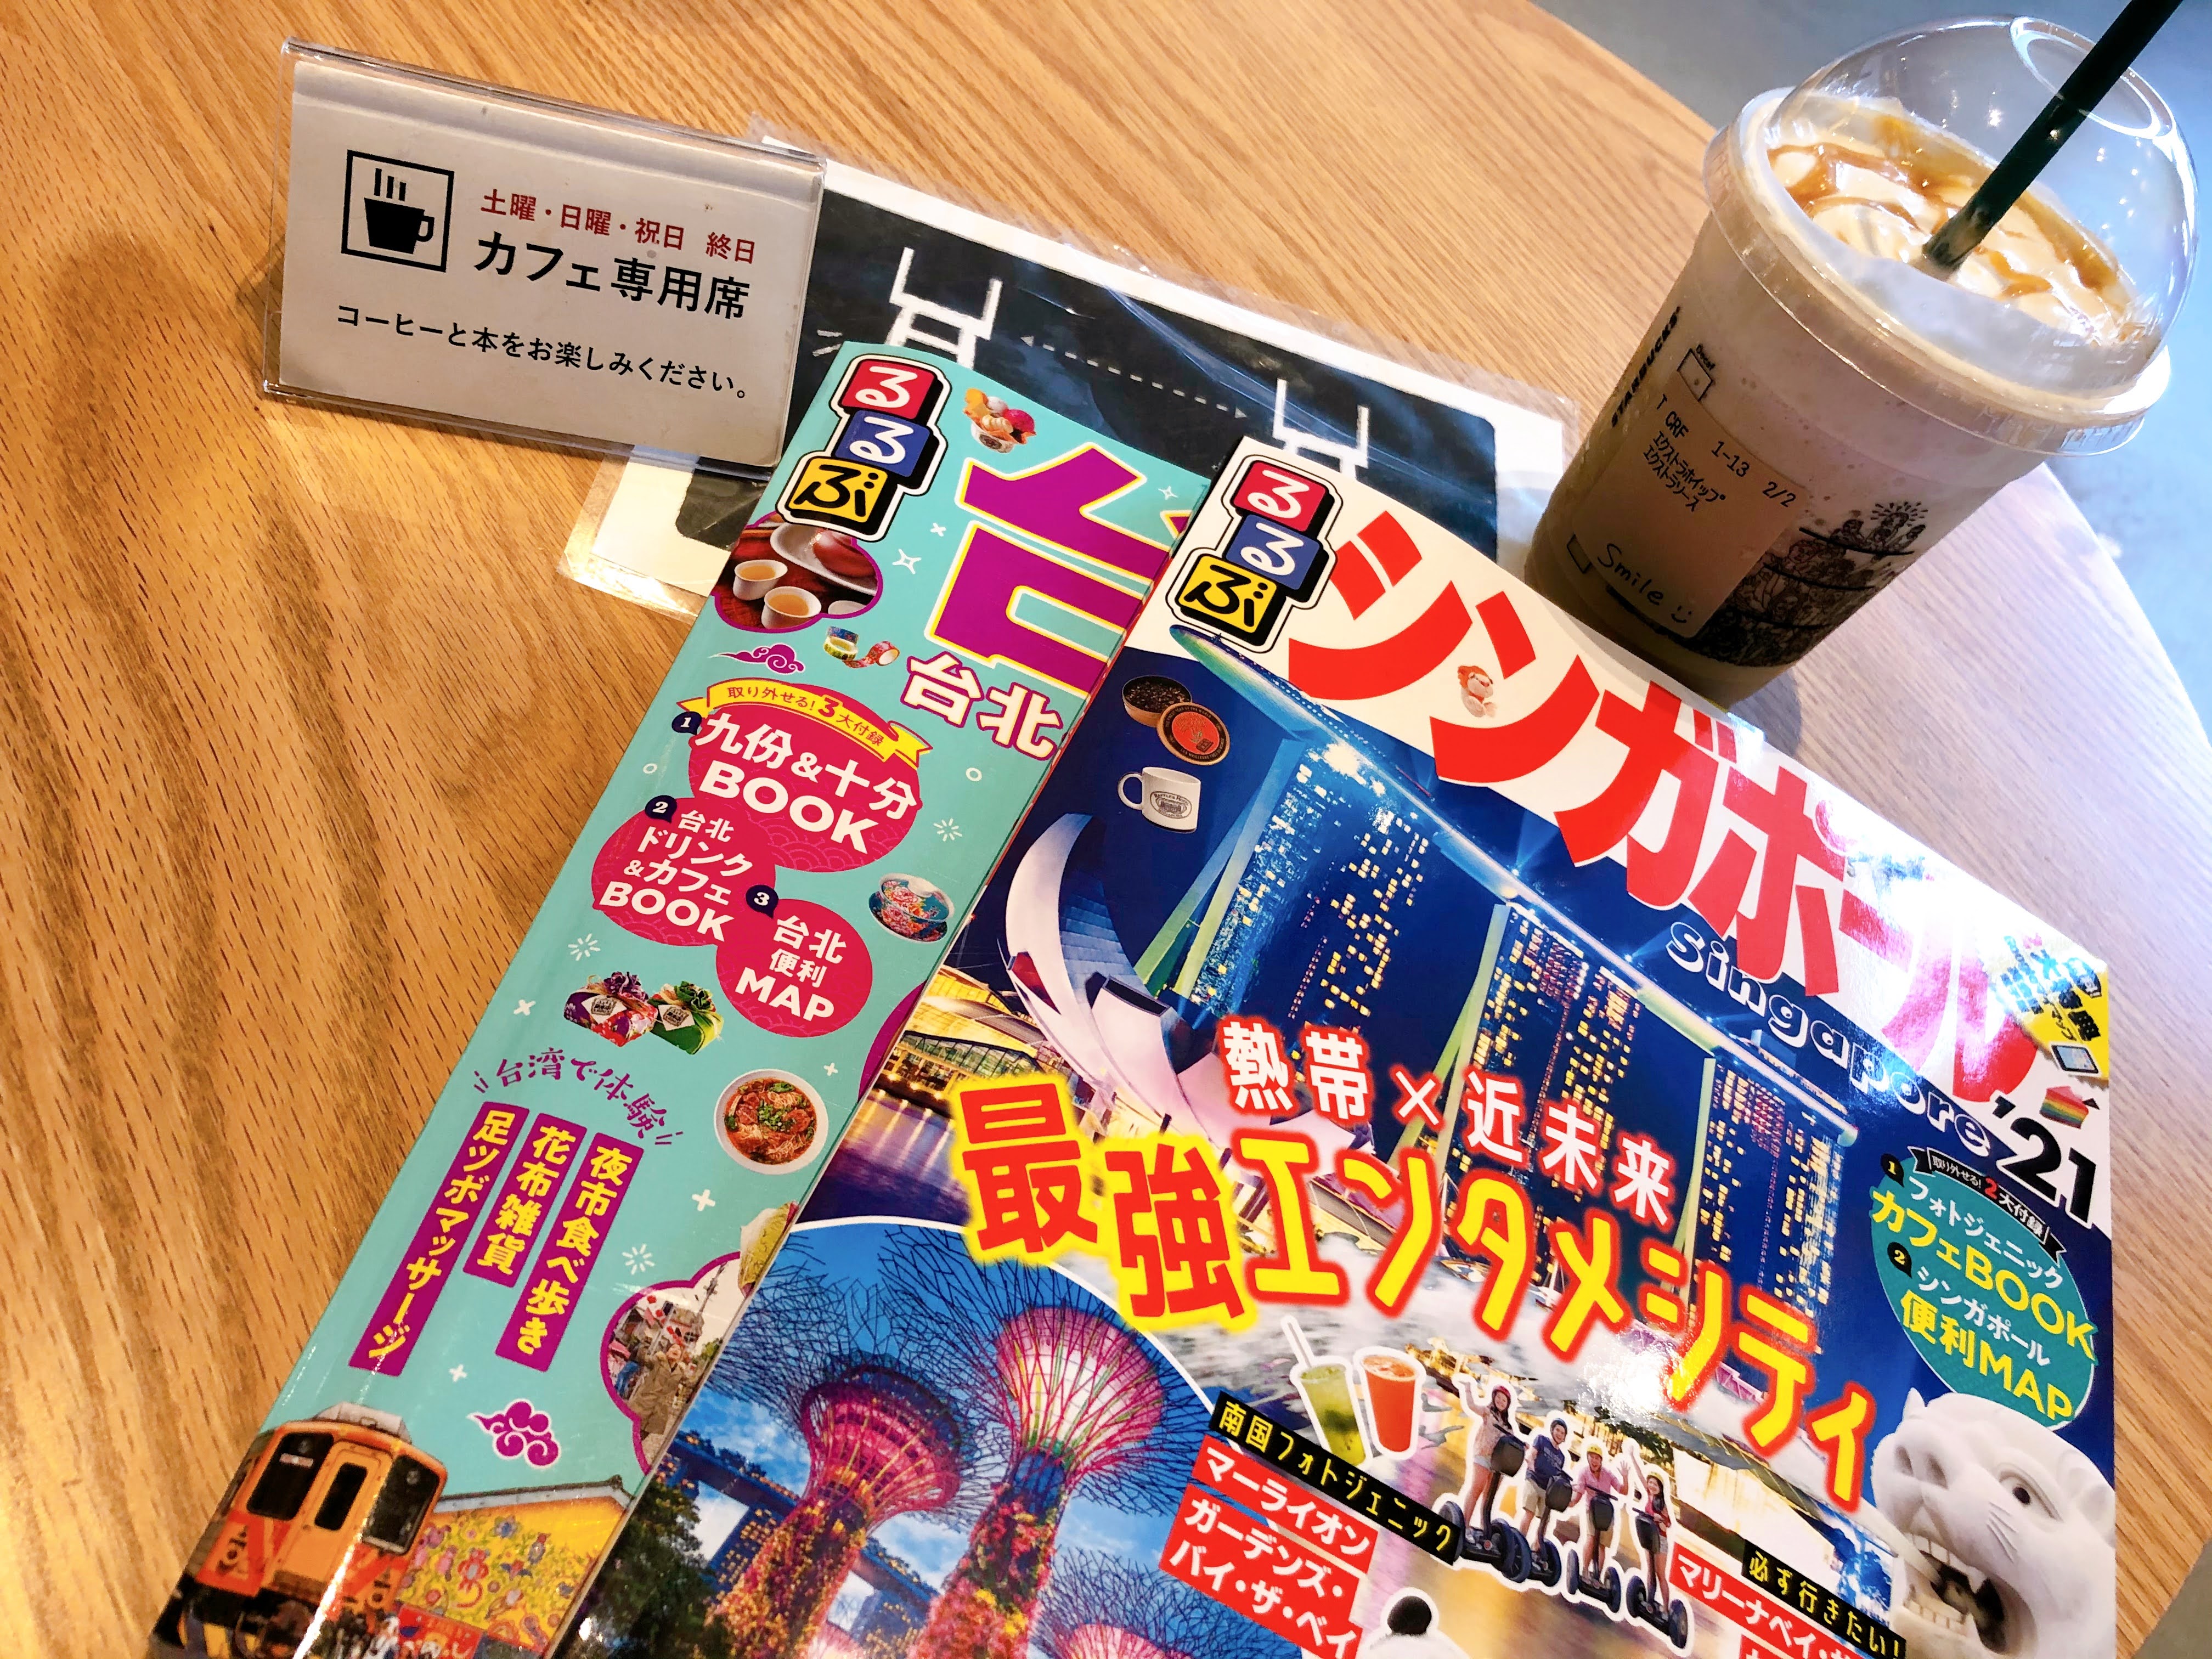 土曜・日曜・祝日 終日
カフェ専用席
コーヒーと本をお楽しみください。
るるぶ
台
台北
取り外せる!3大付録
1
九份&十分
BOOK
2
台北
ドリンク
&カフェ
BOOK
3
台北
便利
MAP
台湾で体験
夜市食べ歩き
花布雑貨
足ツボマッサージ
るるぶ
シンガポール
Singapore'21
熱帯×近未来
最強エンタメシティ
取り外せる!2大付録
1
フォトジェニック
カフェBOOK
2
シンガポール
便利MAP
南国フォトジェニック
マーライオン
ガーデンズ・
バイ・ザ・ベイ
必ず行きたい!
マリーナベイ・
STARBUCKS
Decaf
T CRF 1-13 2/2
エクストラホイップ
エクストラソース
Smile